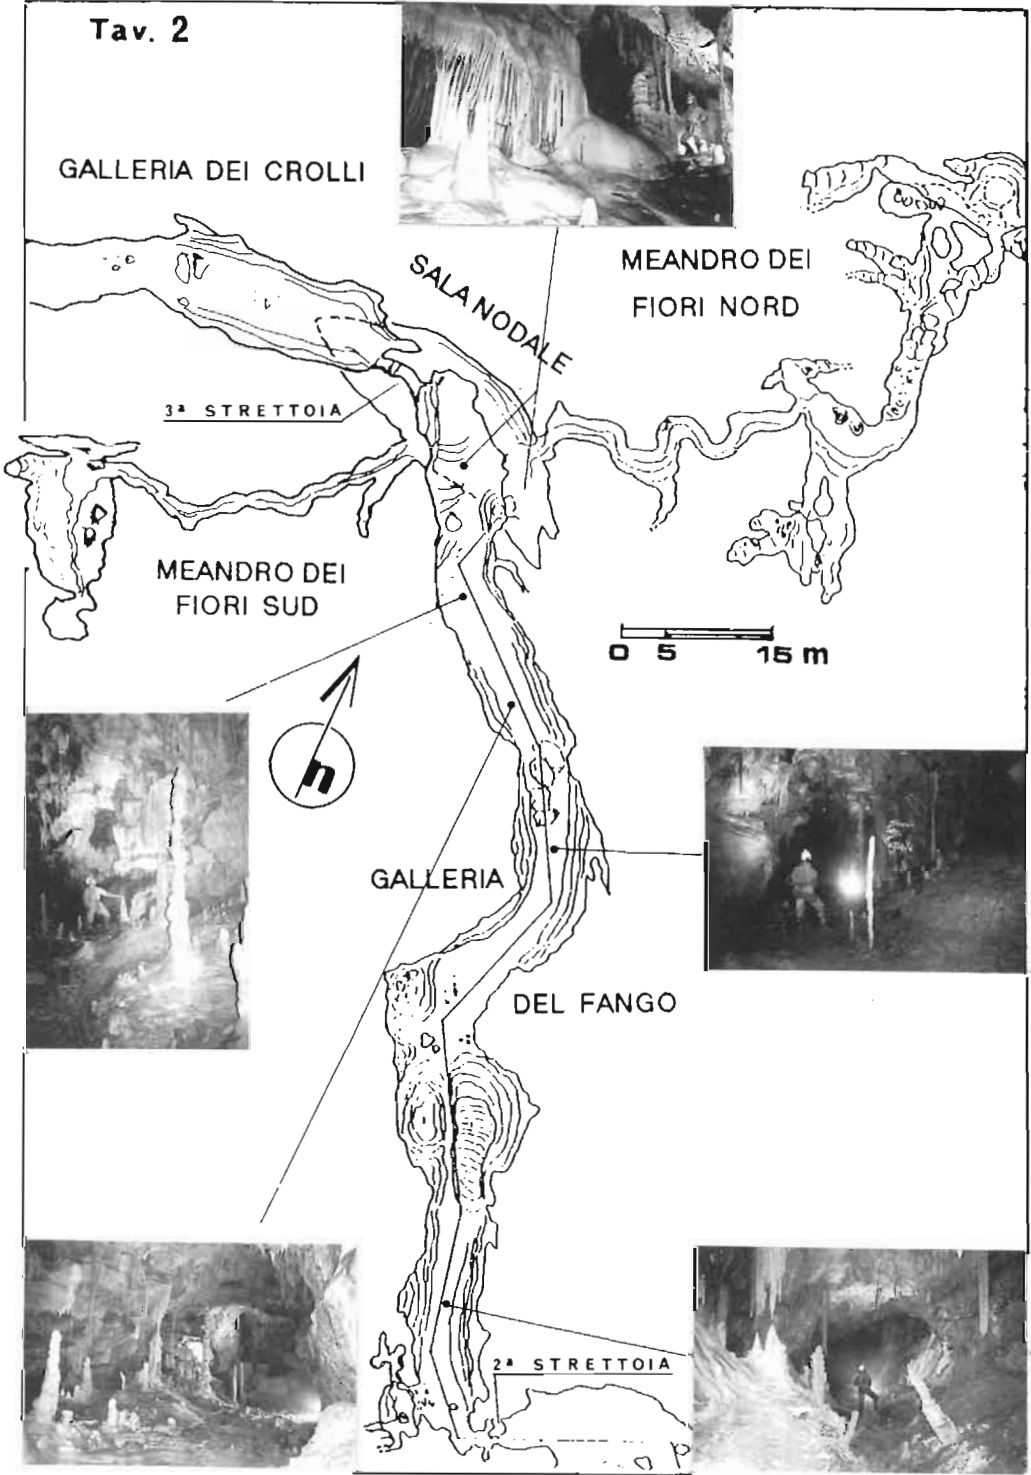 Tav. 2
GALLERIA DEI CROLLI
SALA NODALE
MEANDRO DEI
FIORI NORD
3ª STRETTOIA
MEANDRO DEI
FIORI SUD
0 5 15 m
n
GALLERIA
DEL FANGO
2ª STRETTOIA